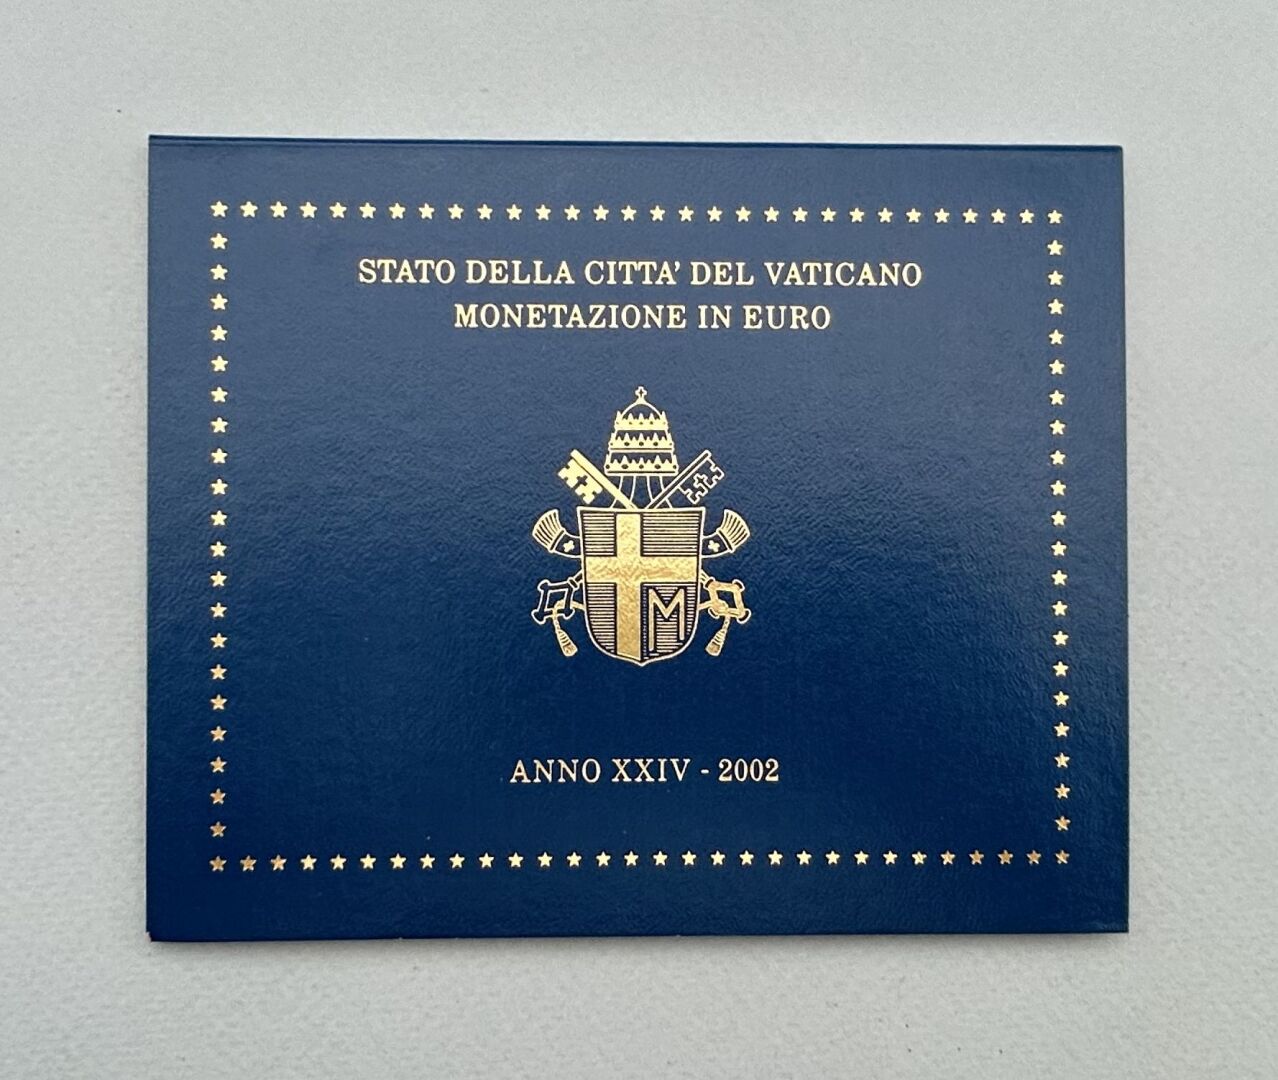 STATO DELLA CITTA' DEL VATICANO
MONETAZIONE IN EURO
M
ANNO XXIV - 2002